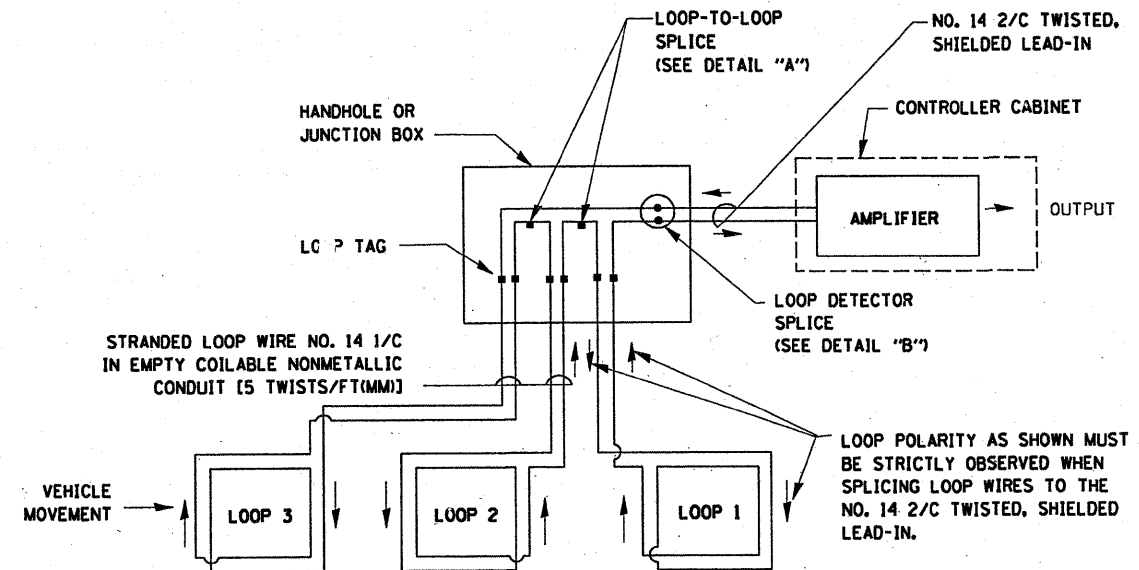 LOOP-TO-LOOP
SPLICE
(SEE DETAIL "A")
NO. 14 2/C TWISTED,
SHIELDED LEAD-IN
HANDHOLE OR
JUNCTION BOX
CONTROLLER CABINET
AMPLIFIER
OUTPUT
TAG
LOOP DETECTOR
SPLICE
(SEE DETAIL "B")
STRANDED LOOP WIRE NO. 14 1/C
IN EMPTY COILABLE NONMETALLIC
CONDUIT [5 TWISTS/FT(MM)]
LOOP POLARITY AS SHOWN MUST
BE STRICTLY OBSERVED WHEN
SPLICING LOOP WIRES TO THE
NO. 14 2/C TWISTED, SHIELDED
LEAD-IN.
VEHICLE
MOVEMENT
LOOP 3
LOOP 2
LOOP 1